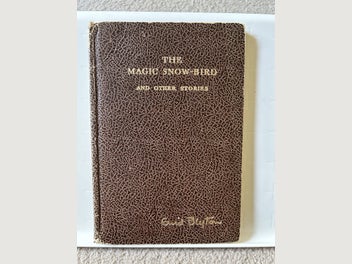 THE
MAGIC SNOW-BIRD
AND OTHER STORIES
Enid Blyton